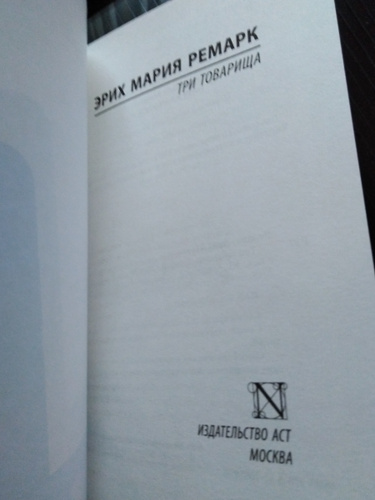 ЭРИХ МАРИЯ РЕМАРК
ТРИ ТОВАРИЩА
N
ИЗДАТЕЛЬСТВО АСТ
МОСКВА